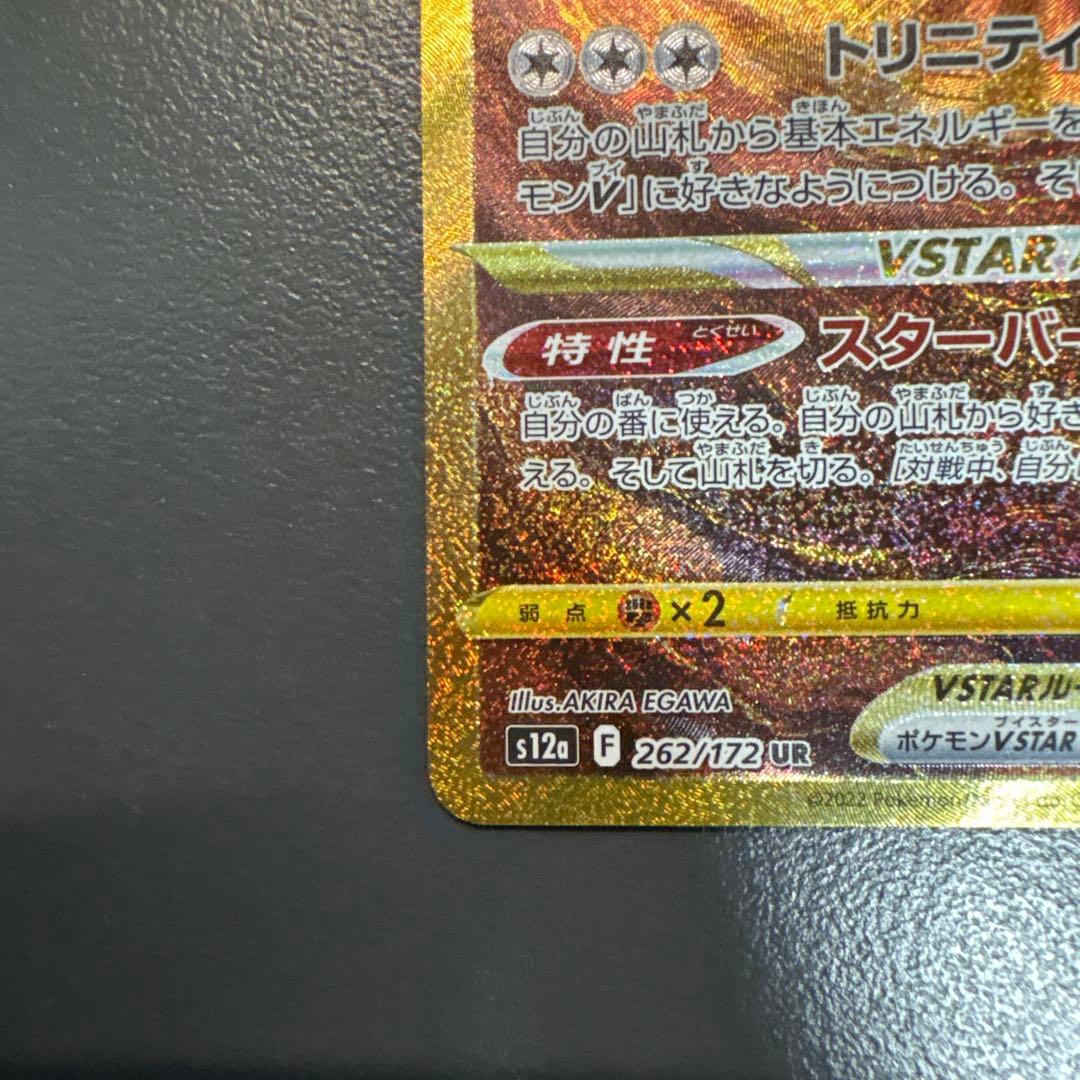 トリニティ
自分の山札から基本エネルギーを
モンV」に好きなようにつける。そ
VSTAR
特性 とくせい スターバー
自分の番に使える。自分の山札から好き
える。そして山札を切る。[対戦中、自分
弱点 ×2 抵抗力
Illus. AKIRA EGAWA
VSTARルー
s12a F 262/172 UR
ポケモンVSTAR
©2022 Pokémon